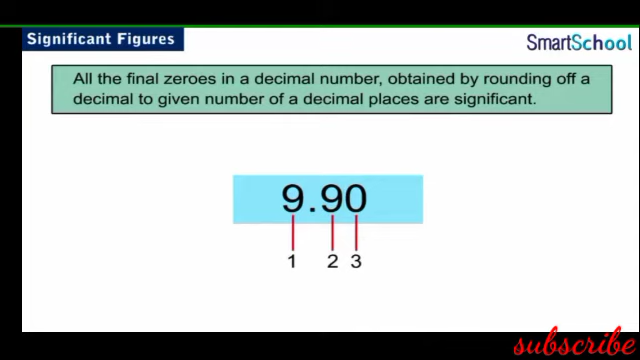 Significant Figures
SmartSchool
All the final zeroes in a decimal number, obtained by rounding off a
decimal to given number of a decimal places are significant.
9.90
1 2 3
subscribe